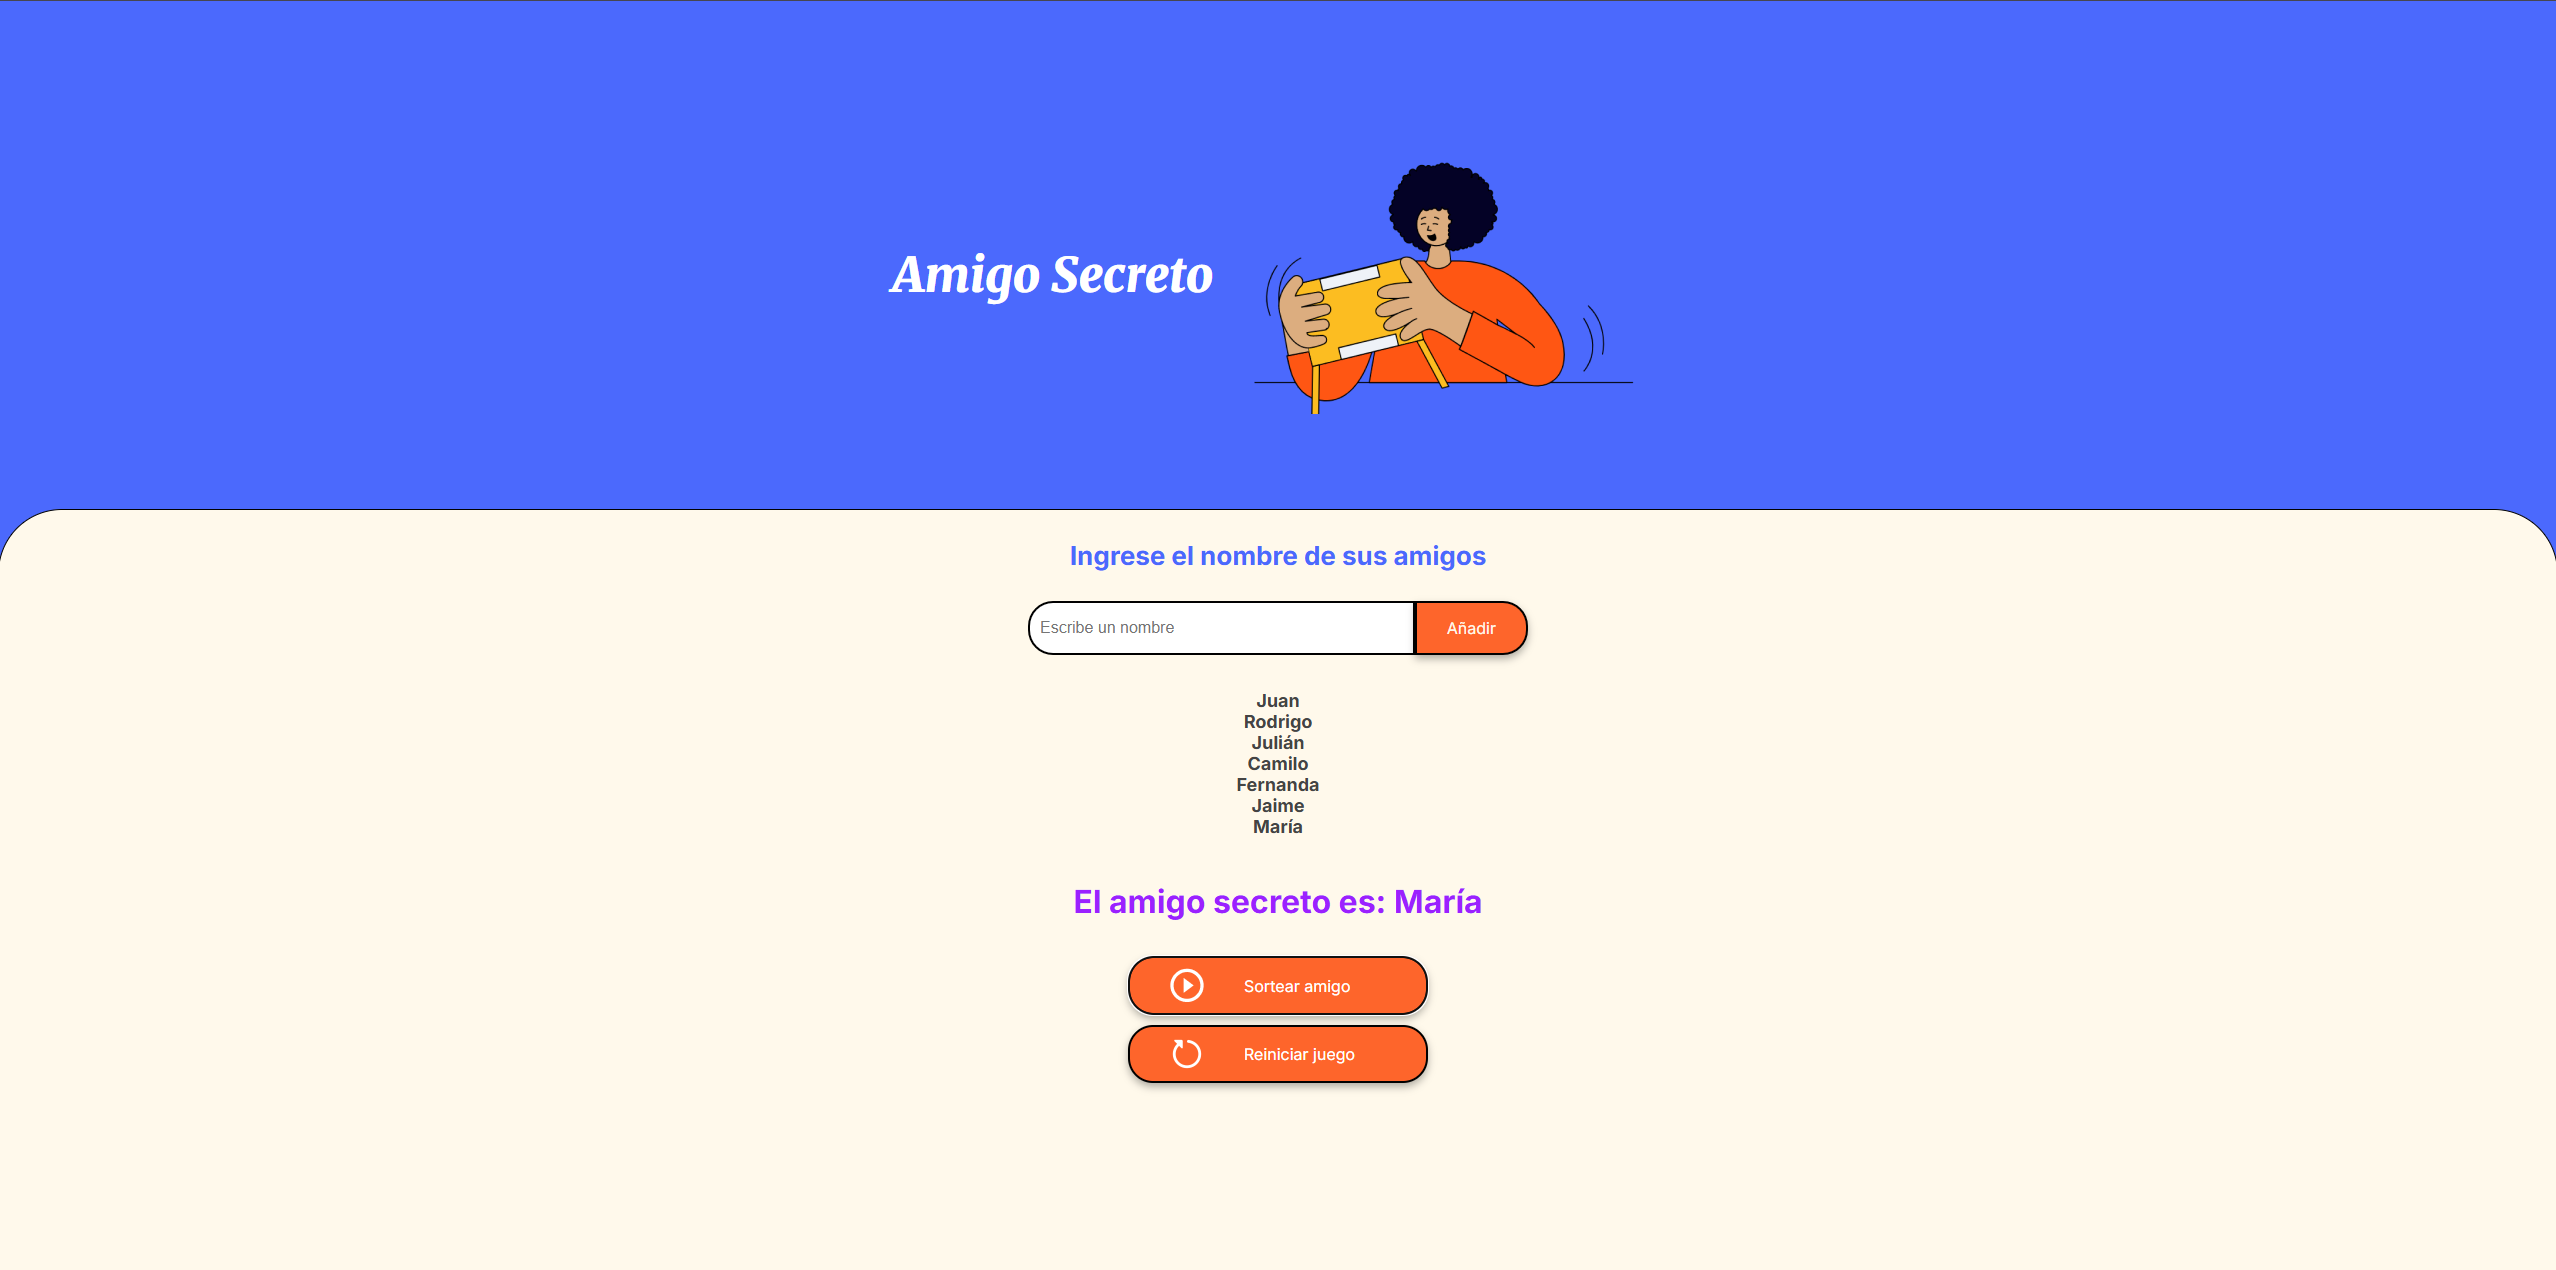 Amigo Secreto
Ingrese el nombre de sus amigos
Escribe un nombre
Añadir
Juan
Rodrigo
Julián
Camilo
Fernanda
Jaime
María
El amigo secreto es: María
Sortear amigo
Reiniciar juego